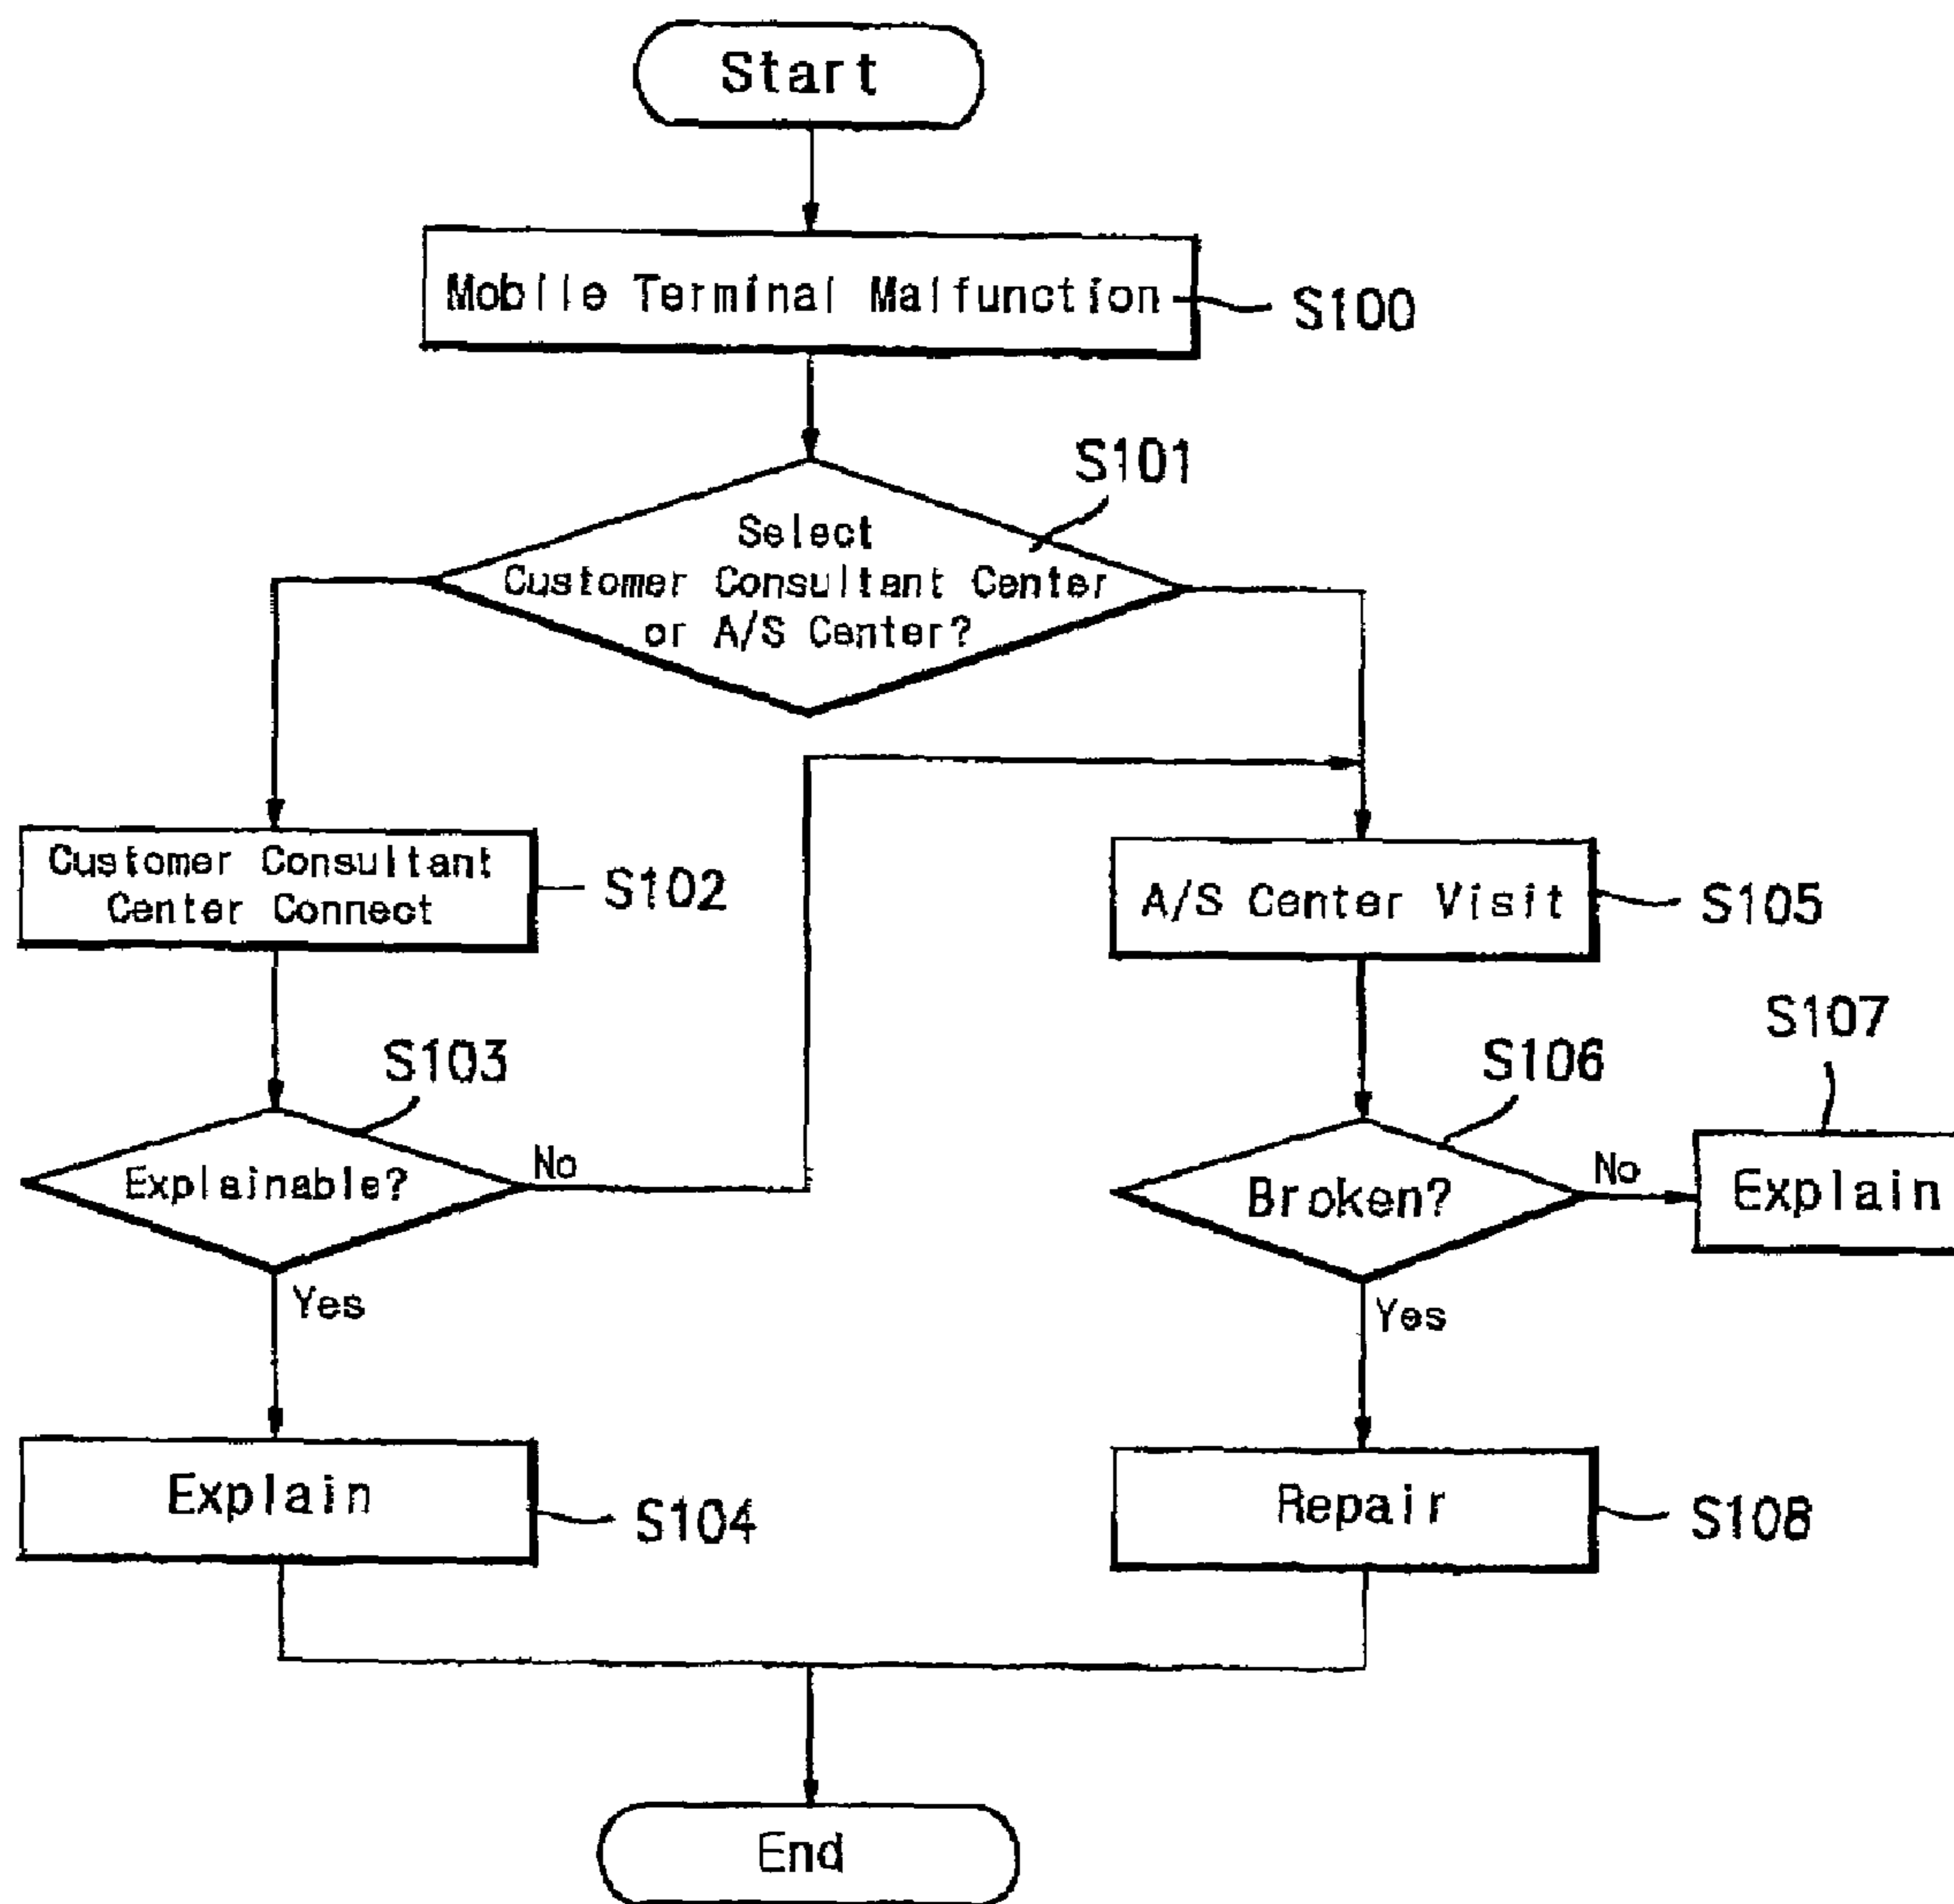 Start
Mobile Terminal Malfunction
S100
S101
Select
Customer Consultant Center
or A/S Center?
Customer Consultant
Center Connect
S102
A/S Center Visit
S105
S103
Explainable?
No
Yes
S106
Broken?
No
Yes
S107
Explain
Explain
S104
Repair
S108
End